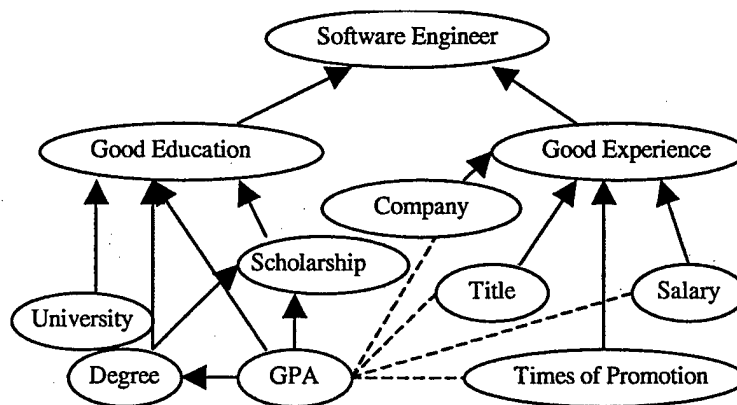 Software Engineer
Good Education
Good Experience
Company
Scholarship
Title
Salary
University
Degree
GPA
Times of Promotion